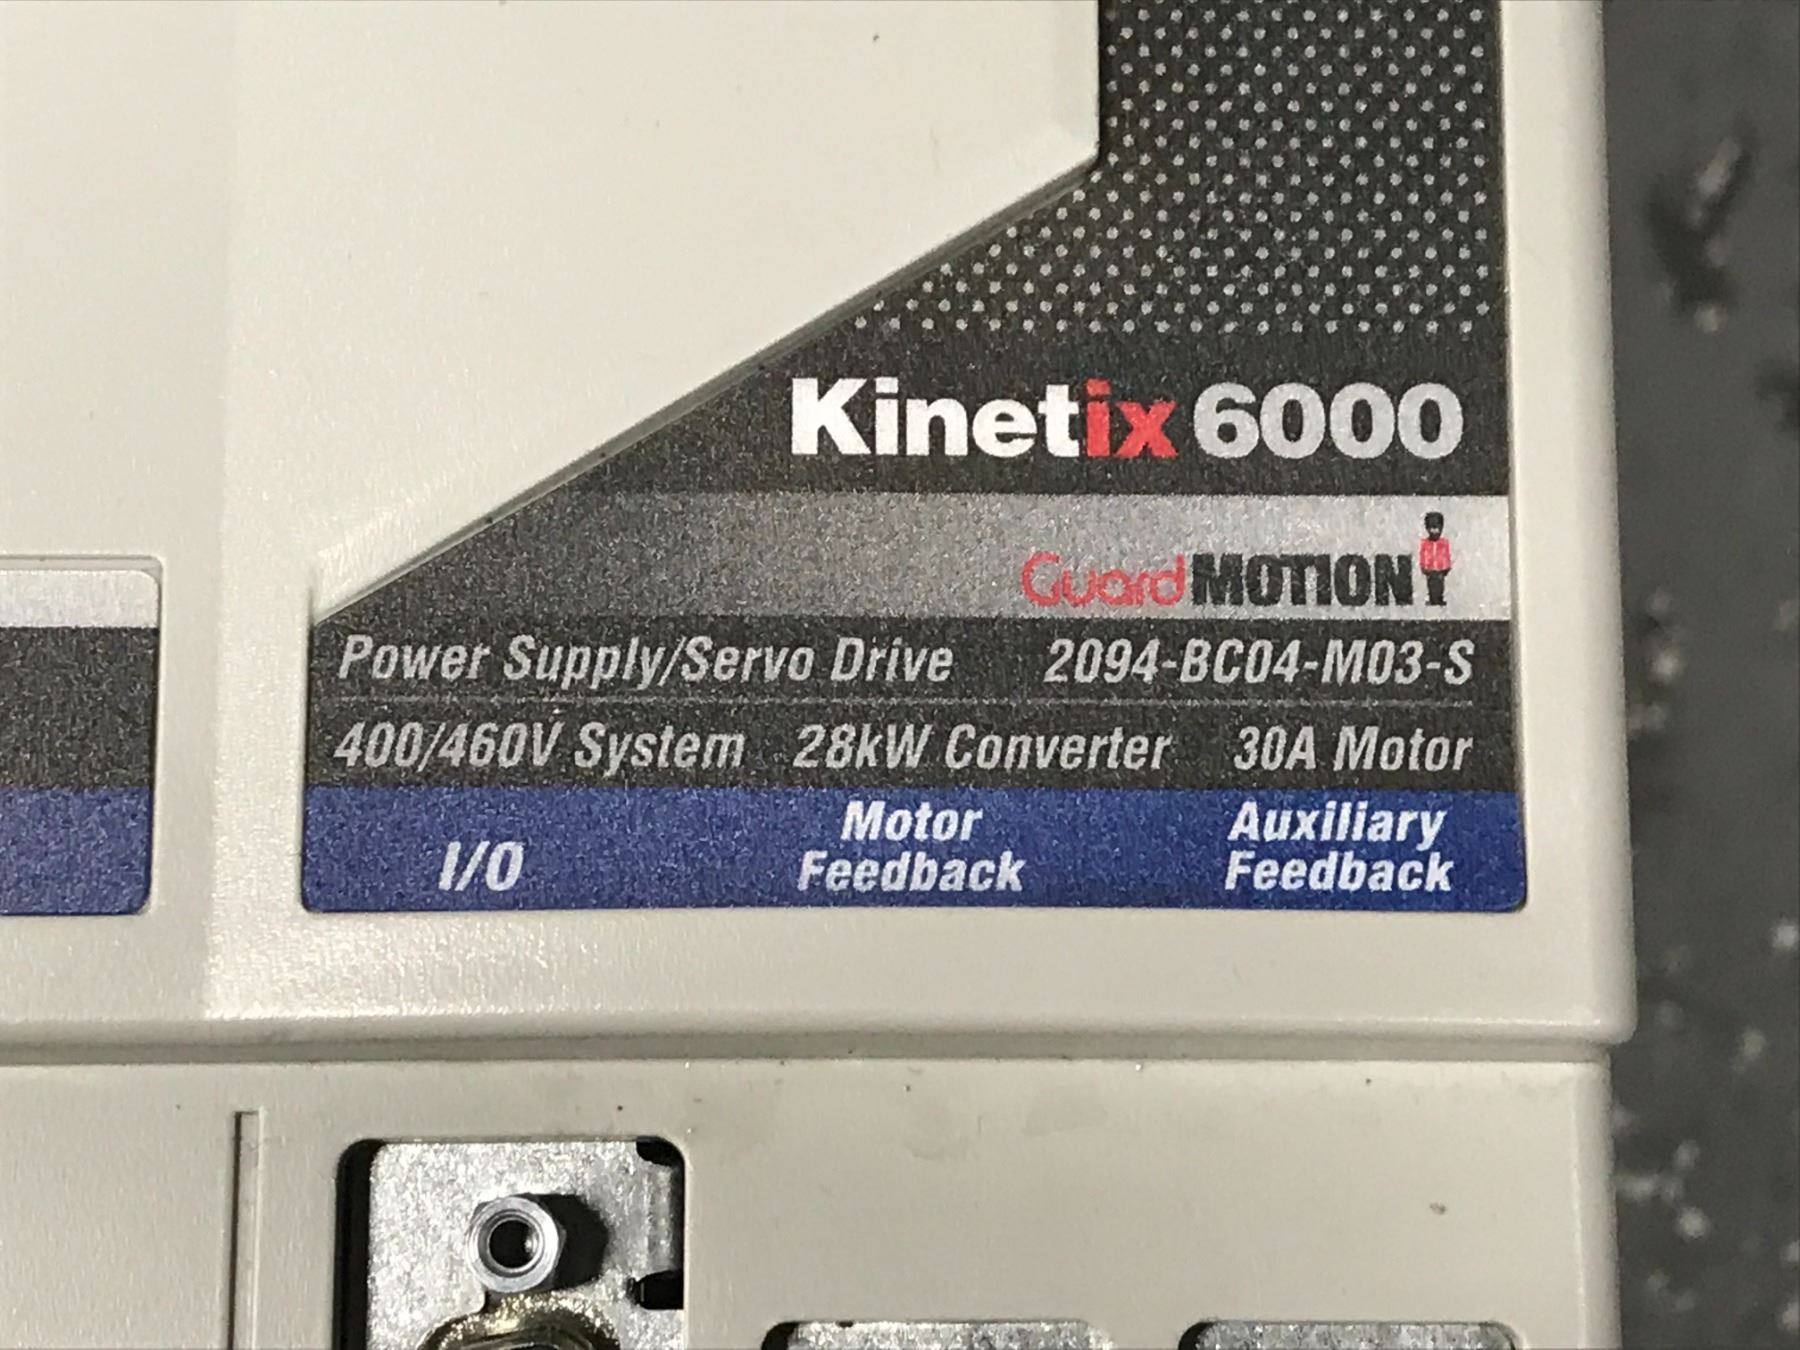 Kinetix 6000
GuardMOTION
Power Supply/Servo Drive 2094-BC04-M03-S
400/460V System 28kW Converter 30A Motor
I/O
Motor
Feedback
Auxiliary
Feedback